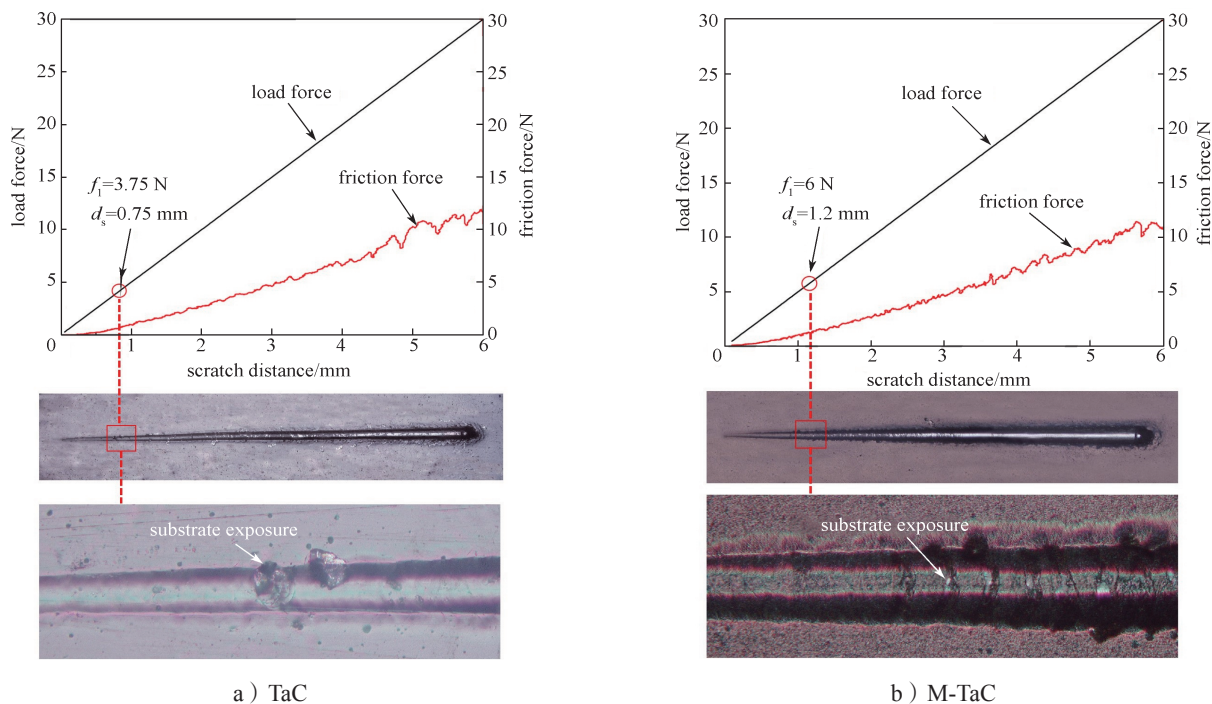 30
25
20
15
10
5
load force/N
30
25
20
15
10
5
0
friction force/N
load force
friction force
f₁=3.75 N
dₛ=0.75 mm
0
1
2
3
4
5
6
scratch distance/mm
substrate exposure
a）TaC
30
25
20
15
10
5
load force/N
30
25
20
15
10
5
0
friction force/N
load force
friction force
f₁=6 N
dₛ=1.2 mm
0
1
2
3
4
5
6
scratch distance/mm
substrate exposure
b）M-TaC